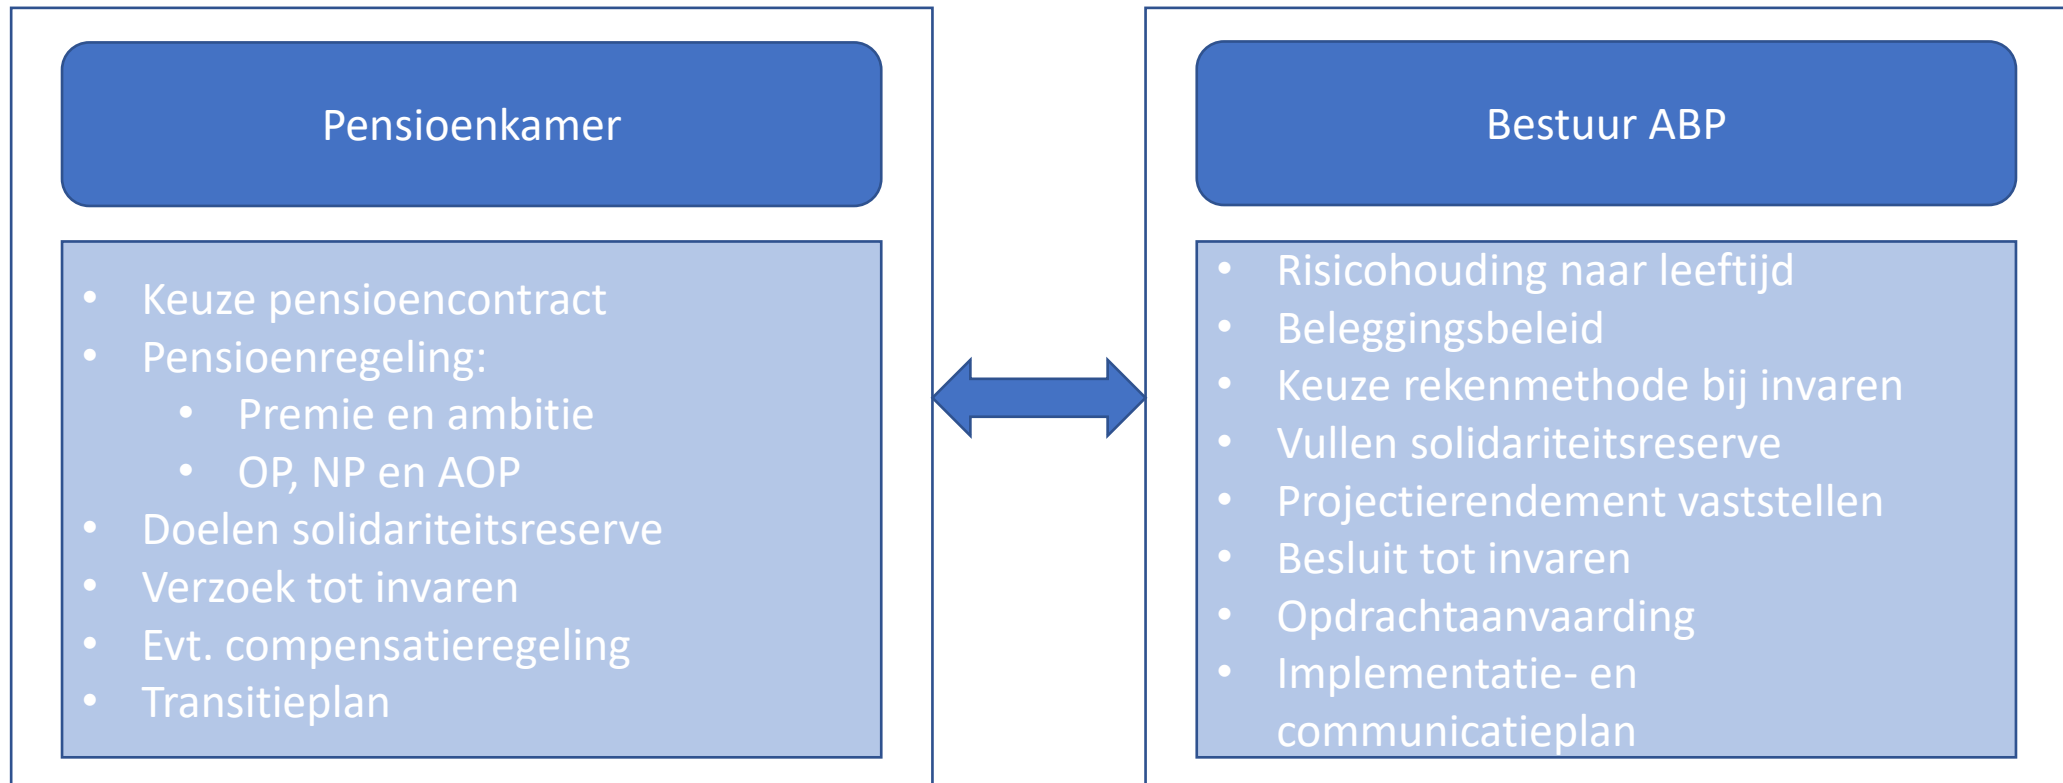 Pensioenkamer
• Keuze pensioencontract
• Pensioenregeling:
• Premie en ambitie
• OP, NP en AOP
• Doelen solidariteitsreserve
• Verzoek tot invaren
• Evt. compensatieregeling
• Transitieplan
Bestuur ABP
• Risicohouding naar leeftijd
• Beleggingsbeleid
• Keuze rekenmethode bij invaren
• Vullen solidariteitsreserve
• Projectierendement vaststellen
• Besluit tot invaren
• Opdrachtaanvaarding
• Implementatie- en
communicatieplan